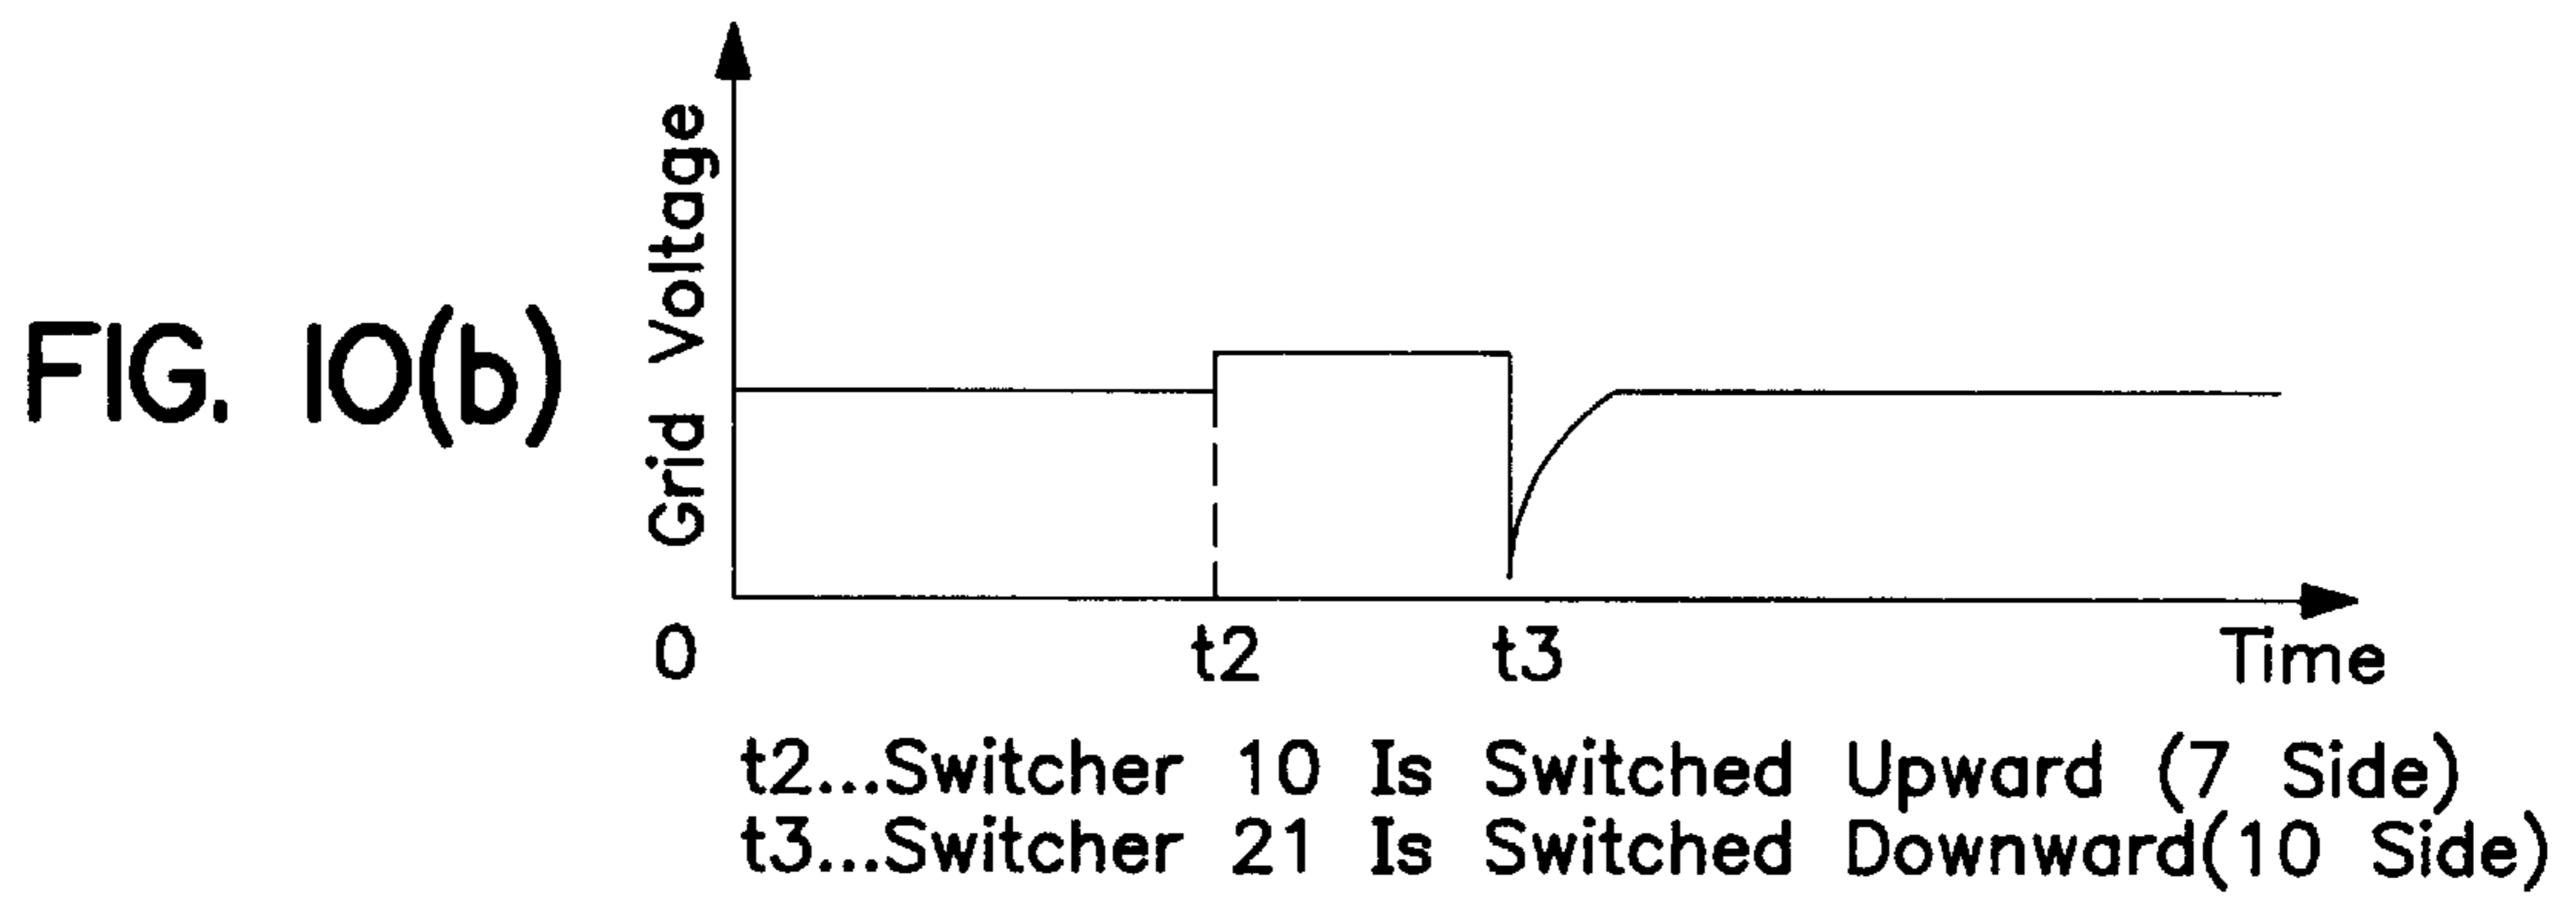 FIG. 10(b)
Grid Voltage
0
t2
t3
Time
t2...Switcher 10 Is Switched Upward (7 Side)
t3...Switcher 21 Is Switched Downward(10 Side)